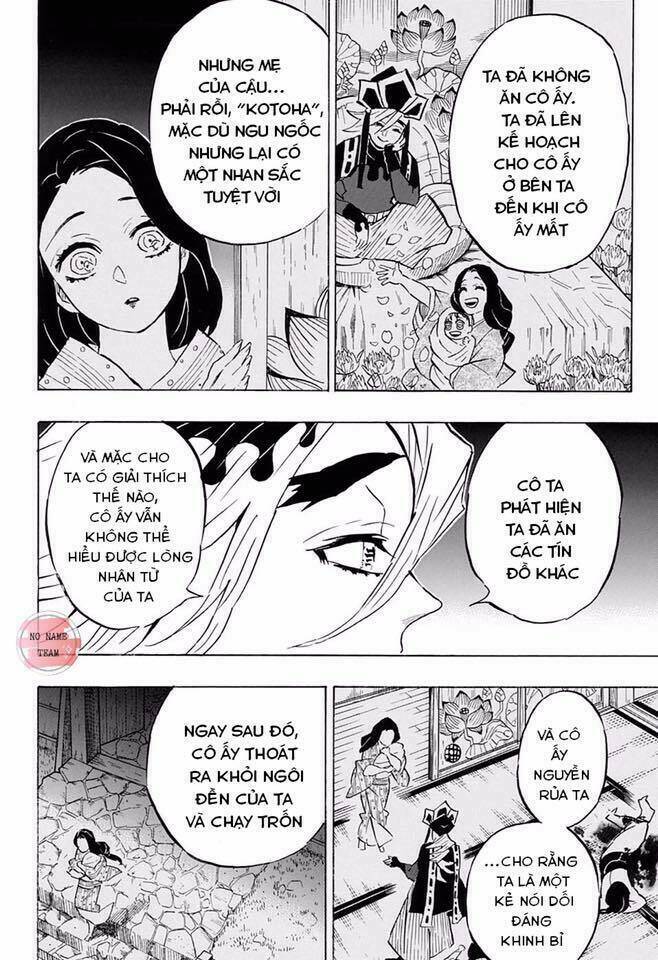 TA ĐÃ KHÔNG
ĂN CÔ ẤY.
TA ĐÃ LÊN
KẾ HOẠCH
CHO CÔ ẤY
Ở BÊN TA
ĐẾN KHI CÔ
ẤY MẤT
NHƯNG MẸ
CỦA CẬU...
PHẢI RỒI, "KOTOHA",
MẶC DÙ NGU NGỐC
NHƯNG LẠI CÓ
MỘT NHAN SẮC
TUYỆT VỜI
CÔ TA
PHÁT HIỆN
TA ĐÃ ĂN
CÁC TÍN
ĐỒ KHÁC
VÀ MẶC CHO
TA CÓ GIẢI THÍCH
THẾ NÀO,
CÔ ẤY VẪN
KHÔNG THỂ
HIỂU ĐƯỢC LÒNG
NHÂN TỪ
CỦA TA
NO NAME
TEAM
VÀ CÔ
ẤY
NGUYỀN
RỦA TA
...CHO RẰNG
TA LÀ MỘT
KẺ NÓI DỐI
ĐÁNG
KHINH BỈ
NGAY SAU ĐÓ,
CÔ ẤY THOÁT
RA KHỎI NGÔI
ĐỀN CỦA TA
VÀ CHẠY TRỐN